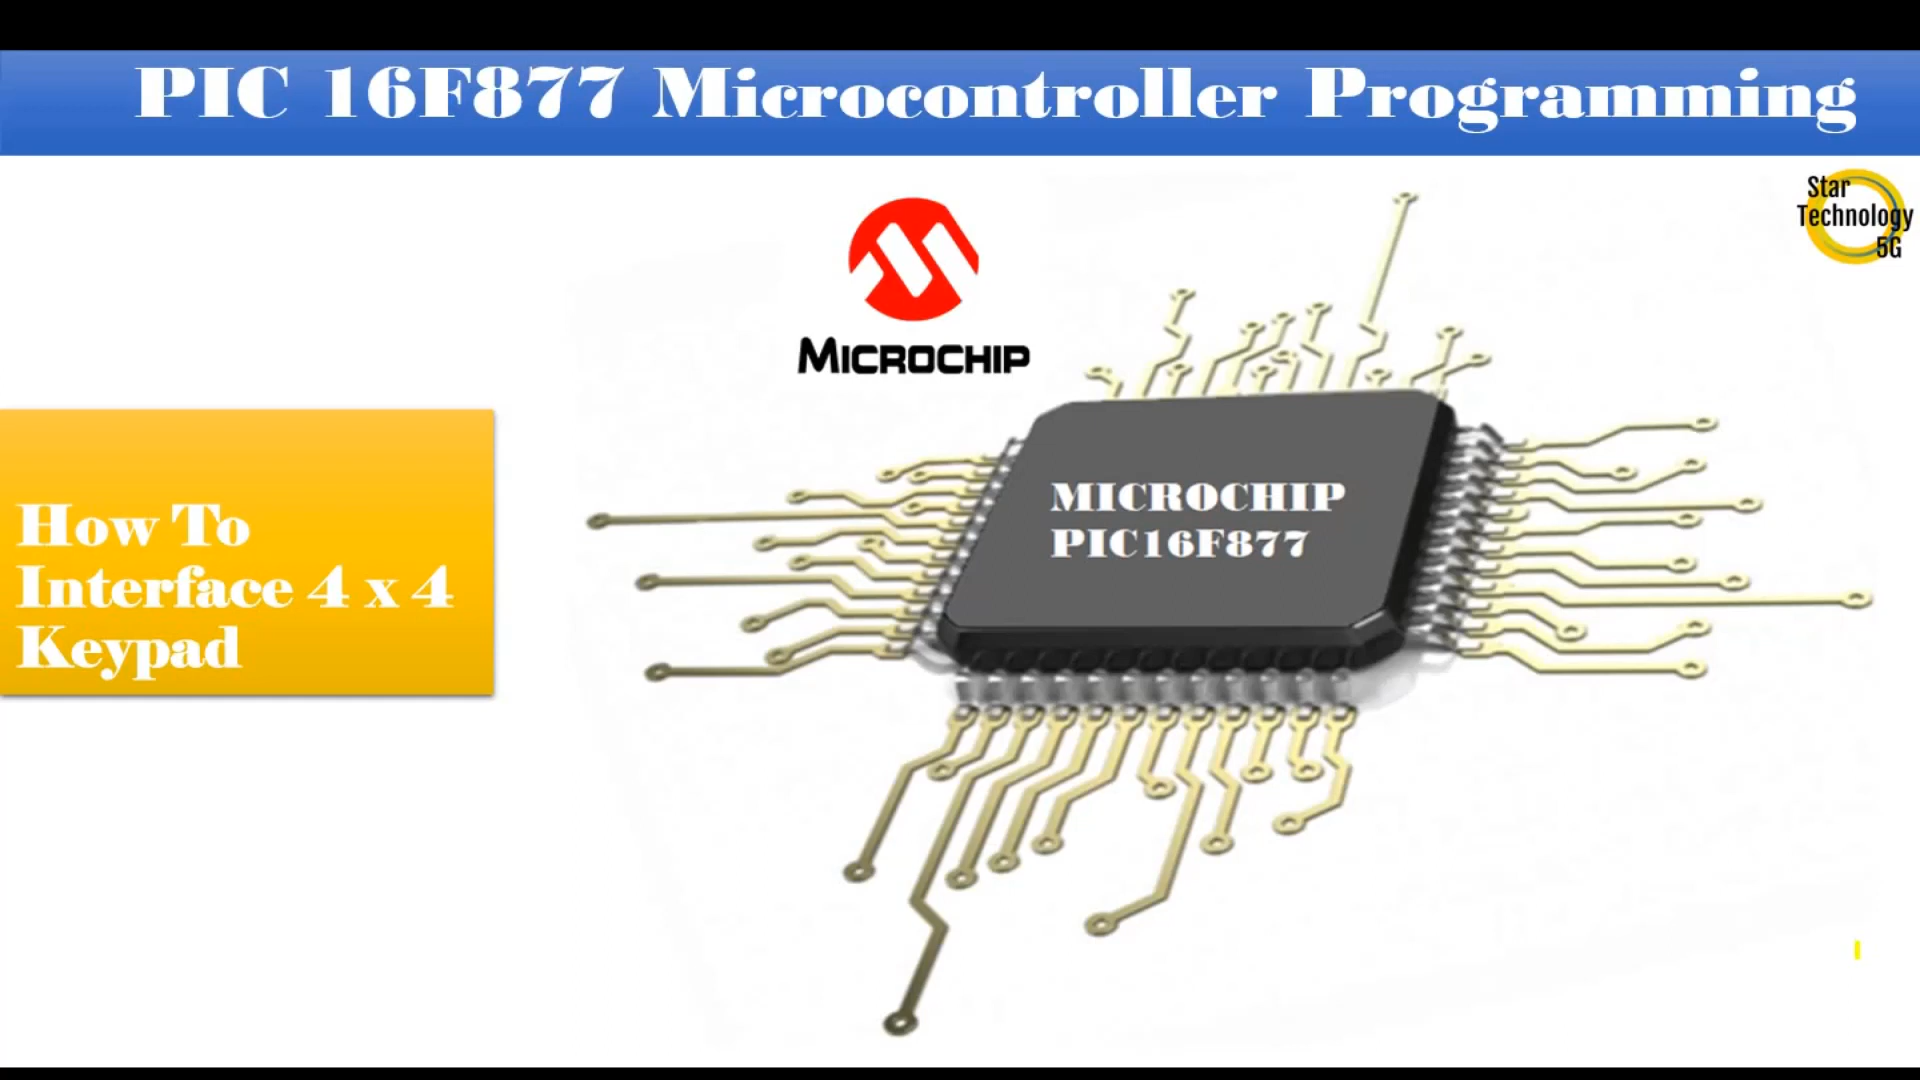 PIC 16F877 Microcontroller Programming
Star
Technology
5G
MICROCHIP
How To
Interface 4 x 4
Keypad
MICROCHIP
PIC16F877